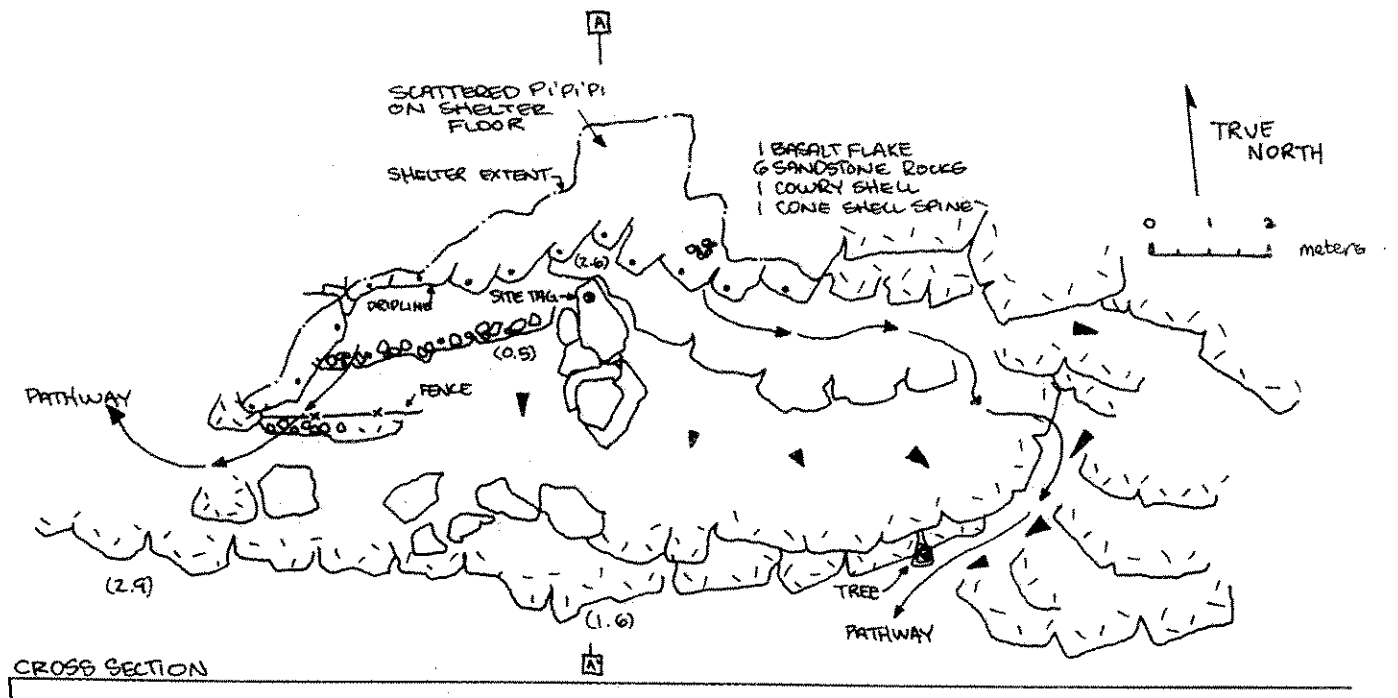 A
SCATTERED Pi'Pi'Pi
ON SHELTER
FLOOR
SHELTER EXTENT
1 BASALT FLAKE
6 SANDSTONE ROCKS
1 COWRY SHELL
1 CONE SHELL SPINE
TRUE
NORTH
0 1 2
meters
(2.6)
DRIPLINE
SITE TAG
(0.5)
FENCE
PATHWAY
(2.9)
TREE
(1.6)
PATHWAY
A'
CROSS SECTION